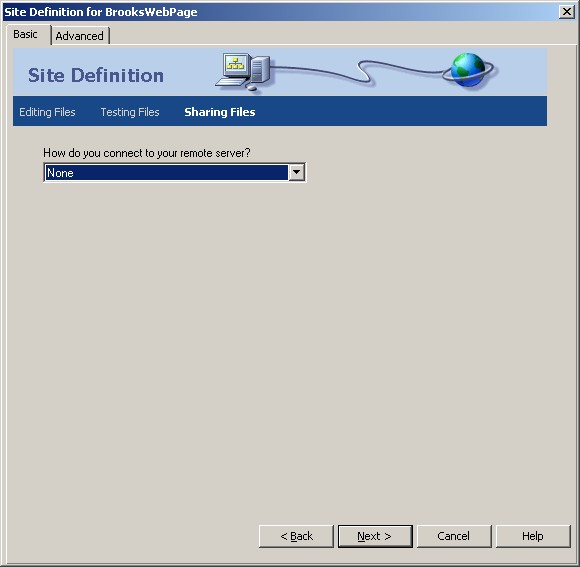 Site Definition for BrooksWebPage
Basic Advanced
Site Definition
Editing Files Testing Files Sharing Files
How do you connect to your remote server?
None
< Back Next > Cancel Help